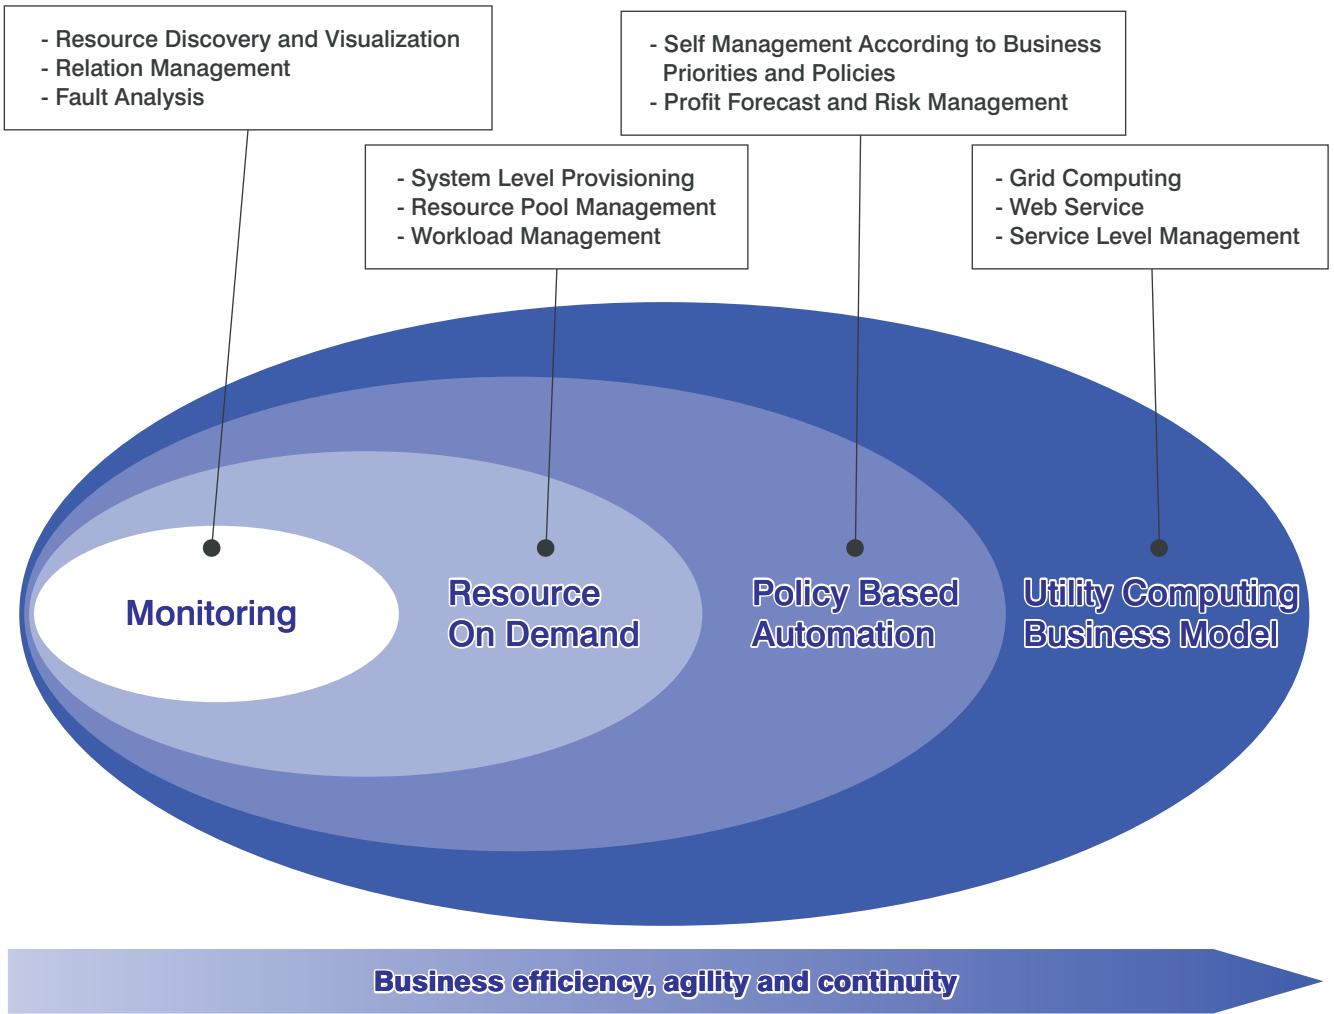 - Resource Discovery and Visualization
- Relation Management
- Fault Analysis
- Self Management According to Business
Priorities and Policies
- Profit Forecast and Risk Management
- System Level Provisioning
- Resource Pool Management
- Workload Management
- Grid Computing
- Web Service
- Service Level Management
Monitoring
Resource
On Demand
Policy Based
Automation
Utility Computing
Business Model
Business efficiency, agility and continuity